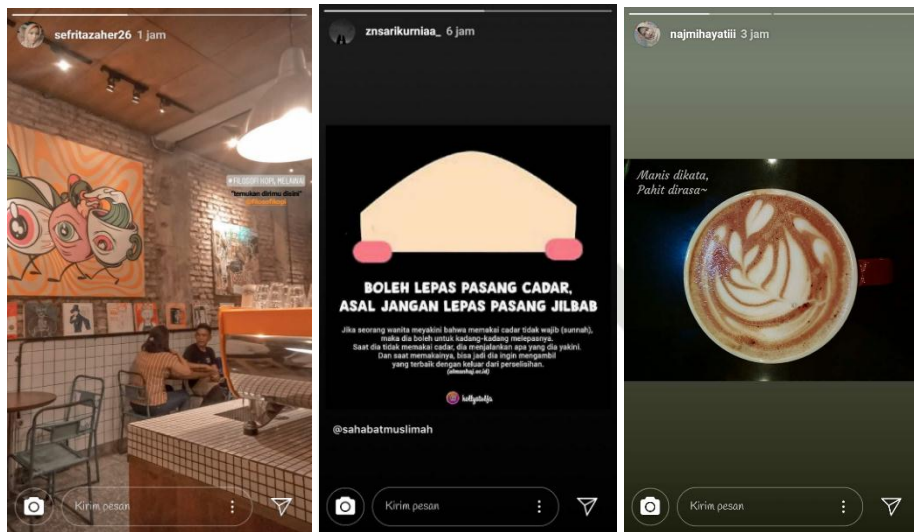 sefritazaher26 1 jam
# FILOSOFI KOPI, MELAWAI
"temukan dirimu disini"
@filosofikopi
Kirim pesan
znsarikurniaa_ 6 jam
BOLEH LEPAS PASANG CADAR,
ASAL JANGAN LEPAS PASANG JILBAB
Jika seorang wanita meyakini bahwa memakai cadar tidak wajib (sunnah),
maka dia boleh untuk kadang-kadang melepasnya.
Saat dia tidak memakai cadar, dia menjalankan apa yang dia yakini.
Dan saat memakainya, bisa jadi dia ingin mengambil
yang terbaik dengan keluar dari perselisihan.
(almanhaj.or.id)
@sahabatmuslimah
Kirim pesan
najmihayatiii 3 jam
Manis dikata,
Pahit dirasa~
Kirim pesan